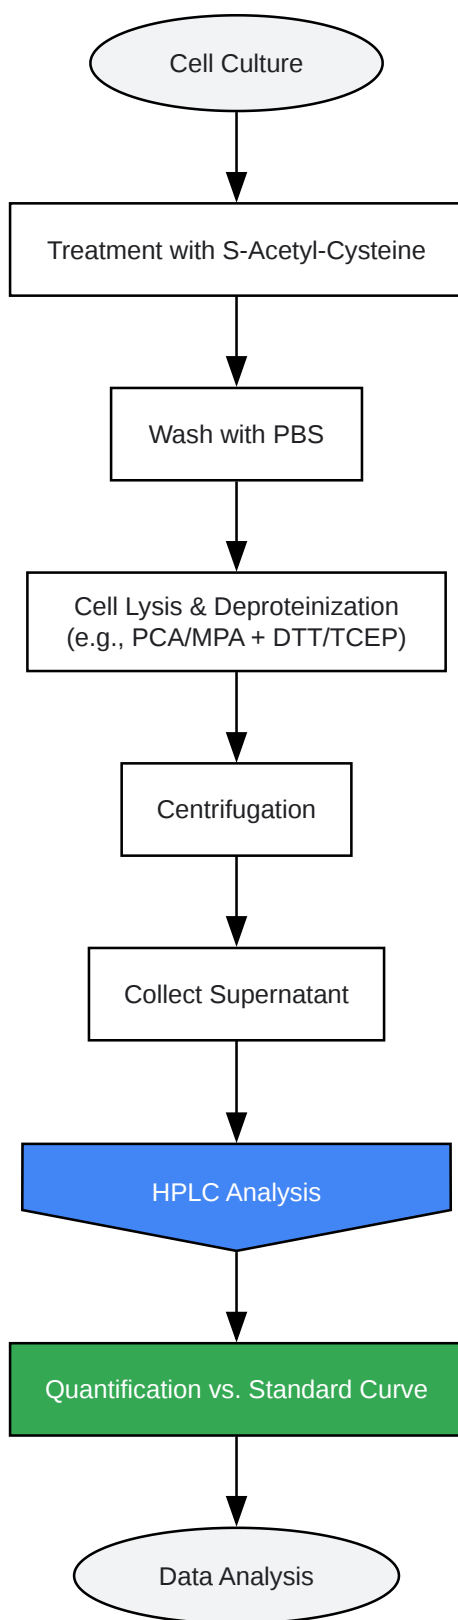 Cell Culture
Treatment with S-Acetyl-Cysteine
Wash with PBS
Cell Lysis & Deproteinization
(e.g., PCA/MPA + DTT/TCEP)
Centrifugation
Collect Supernatant
HPLC Analysis
Quantification vs. Standard Curve
Data Analysis